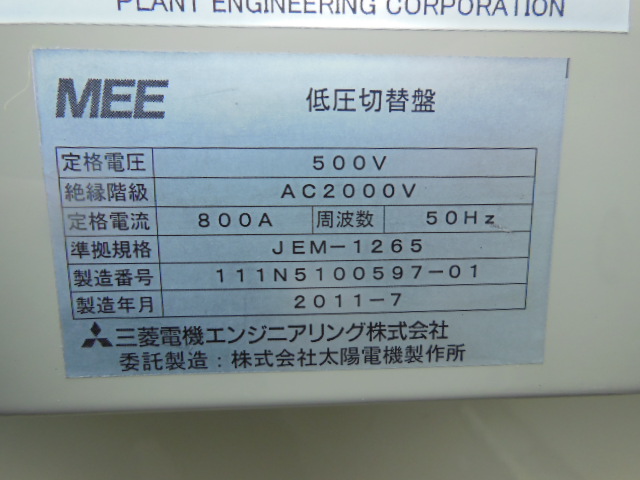 PLANT ENGINEERING CORPORATION
MEE 低圧切替盤
定格電圧 500V
絶縁階級 AC2000V
定格電流 800A 周波数 50Hz
準拠規格 JEM-1265
製造番号 111N5100597-01
製造年月 2011-7
三菱電機エンジニアリング株式会社
委託製造:株式会社太陽電機製作所